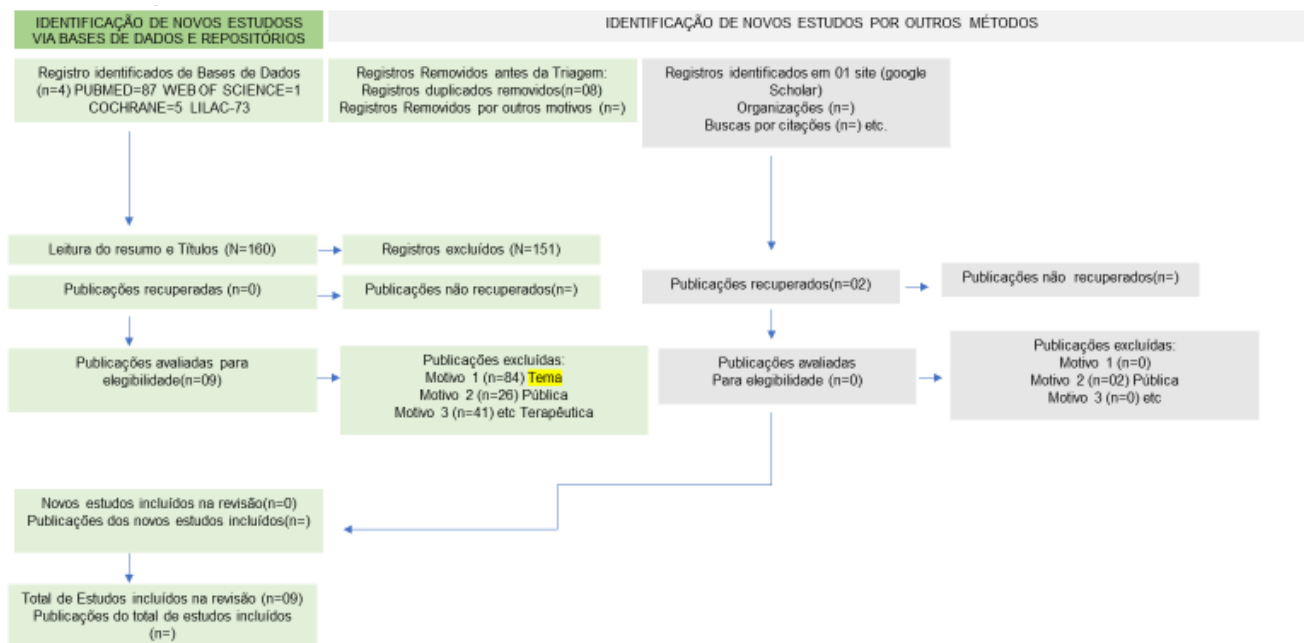 IDENTIFICAÇÃO DE NOVOS ESTUDOSS
VIA BASES DE DADOS E REPOSITÓRIOS
IDENTIFICAÇÃO DE NOVOS ESTUDOS POR OUTROS MÉTODOS
Registro identificados de Bases de Dados
(n=4) PUBMED=87 WEB OF SCIENCE=1
COCHRANE=5 LILAC-73
Registros Removidos antes da Triagem:
Registros duplicados removidos(n=08)
Registros Removidos por outros motivos (n=)
Registros identificados em 01 site (google
Scholar)
Organizações (n=)
Buscas por citações (n=) etc.
Leitura do resumo e Títulos (N=160)
Registros excluídos (N=151)
Publicações recuperadas (n=0)
Publicações não recuperados(n=)
Publicações recuperados(n=02)
Publicações não recuperados(n=)
Publicações avaliadas para
elegibilidade(n=09)
Publicações excluídas:
Motivo 1 (n=84) Tema
Motivo 2 (n=26) Pública
Motivo 3 (n=41) etc Terapêutica
Publicações avaliadas
Para elegibilidade (n=0)
Publicações excluídas:
Motivo 1 (n=0)
Motivo 2 (n=02) Pública
Motivo 3 (n=0) etc
Novos estudos incluídos na revisão(n=0)
Publicações dos novos estudos incluídos(n=)
Total de Estudos incluídos na revisão (n=09)
Publicações do total de estudos incluídos
(n=)